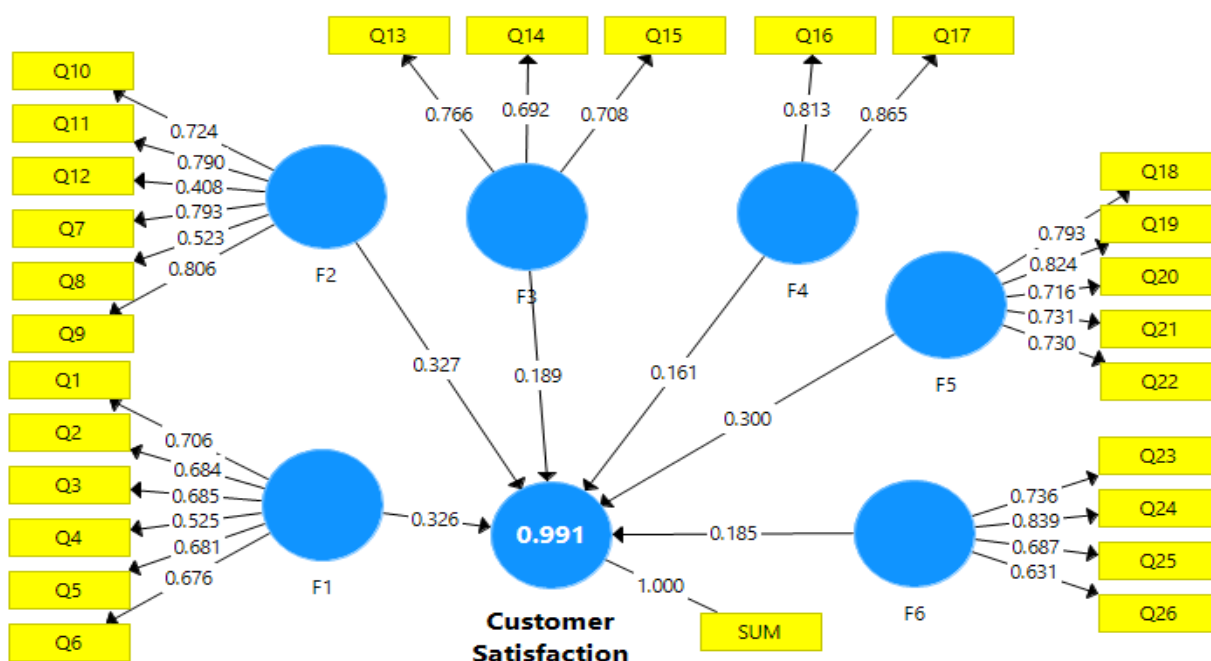 Q13
Q14
Q15
Q16
Q17
Q10
Q11
Q12
Q7
Q8
Q9
0.724
0.790
0.408
0.793
0.523
0.806
F2
0.766
0.692
0.708
F3
0.813
0.865
F4
Q18
Q19
Q20
Q21
Q22
0.793
0.824
0.716
0.731
0.730
F5
0.327
0.189
0.161
0.300
Q1
Q2
Q3
Q4
Q5
Q6
0.706
0.684
0.685
0.525
0.681
0.676
F1
0.326
0.991
0.185
Q23
Q24
Q25
Q26
0.736
0.839
0.687
0.631
F6
1.000
SUM
Customer
Satisfaction